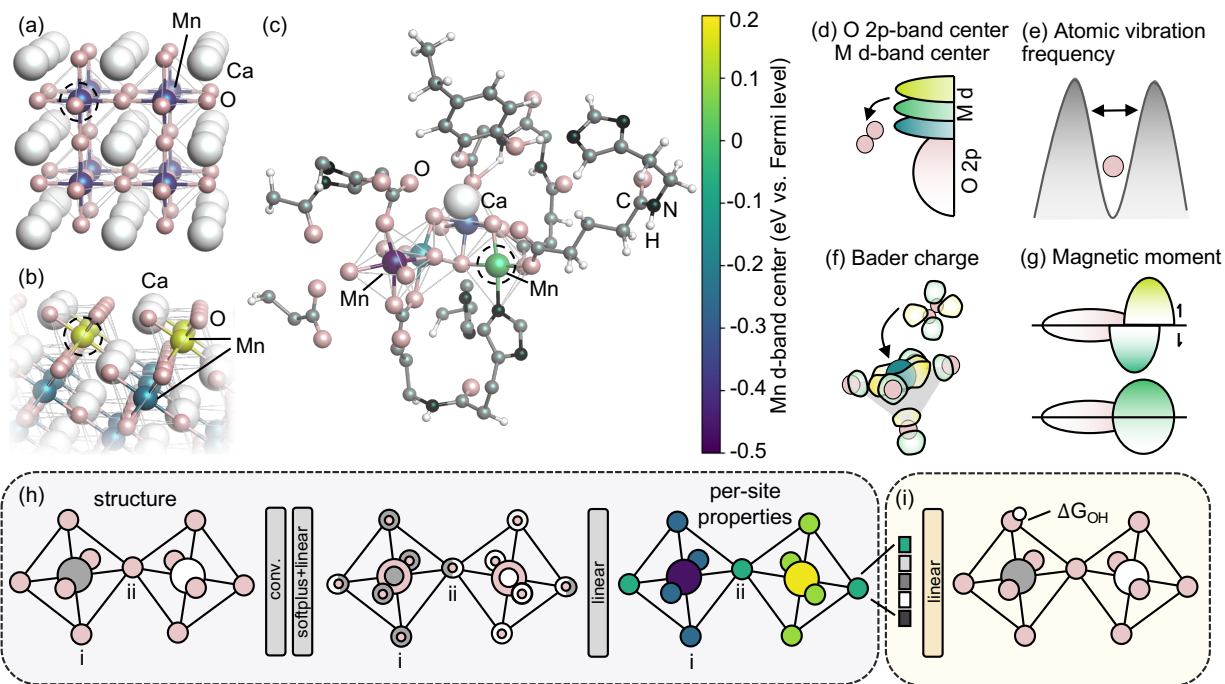 (a)
Mn
Ca
O
(b)
Ca
O
Mn
(c)
O
Ca
C
N
H
Mn
Mn
0.2
0.1
0
-0.1
-0.2
-0.3
-0.4
-0.5
Mn d-band center (eV vs. Fermi level)
(d) O 2p-band center
M d-band center
M d
O 2p
(e) Atomic vibration
frequency
(f) Bader charge
(g) Magnetic moment
(h)
structure
ii
i
conv.
softplus+linear
ii
i
linear
per-site
properties
ii
i
(i)
linear
ΔG_OH